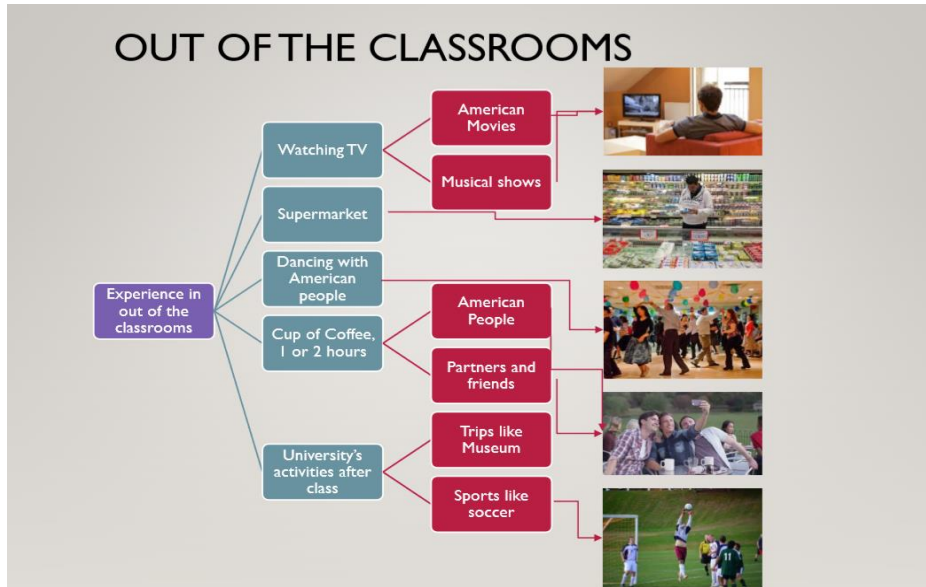 OUT OF THE CLASSROOMS
Experience in
out of the
classrooms
Watching TV
American
Movies
Musical shows
Supermarket
Dancing with
American
people
Cup of Coffee,
1 or 2 hours
American
People
Partners and
friends
University's
activities after
class
Trips like
Museum
Sports like
soccer